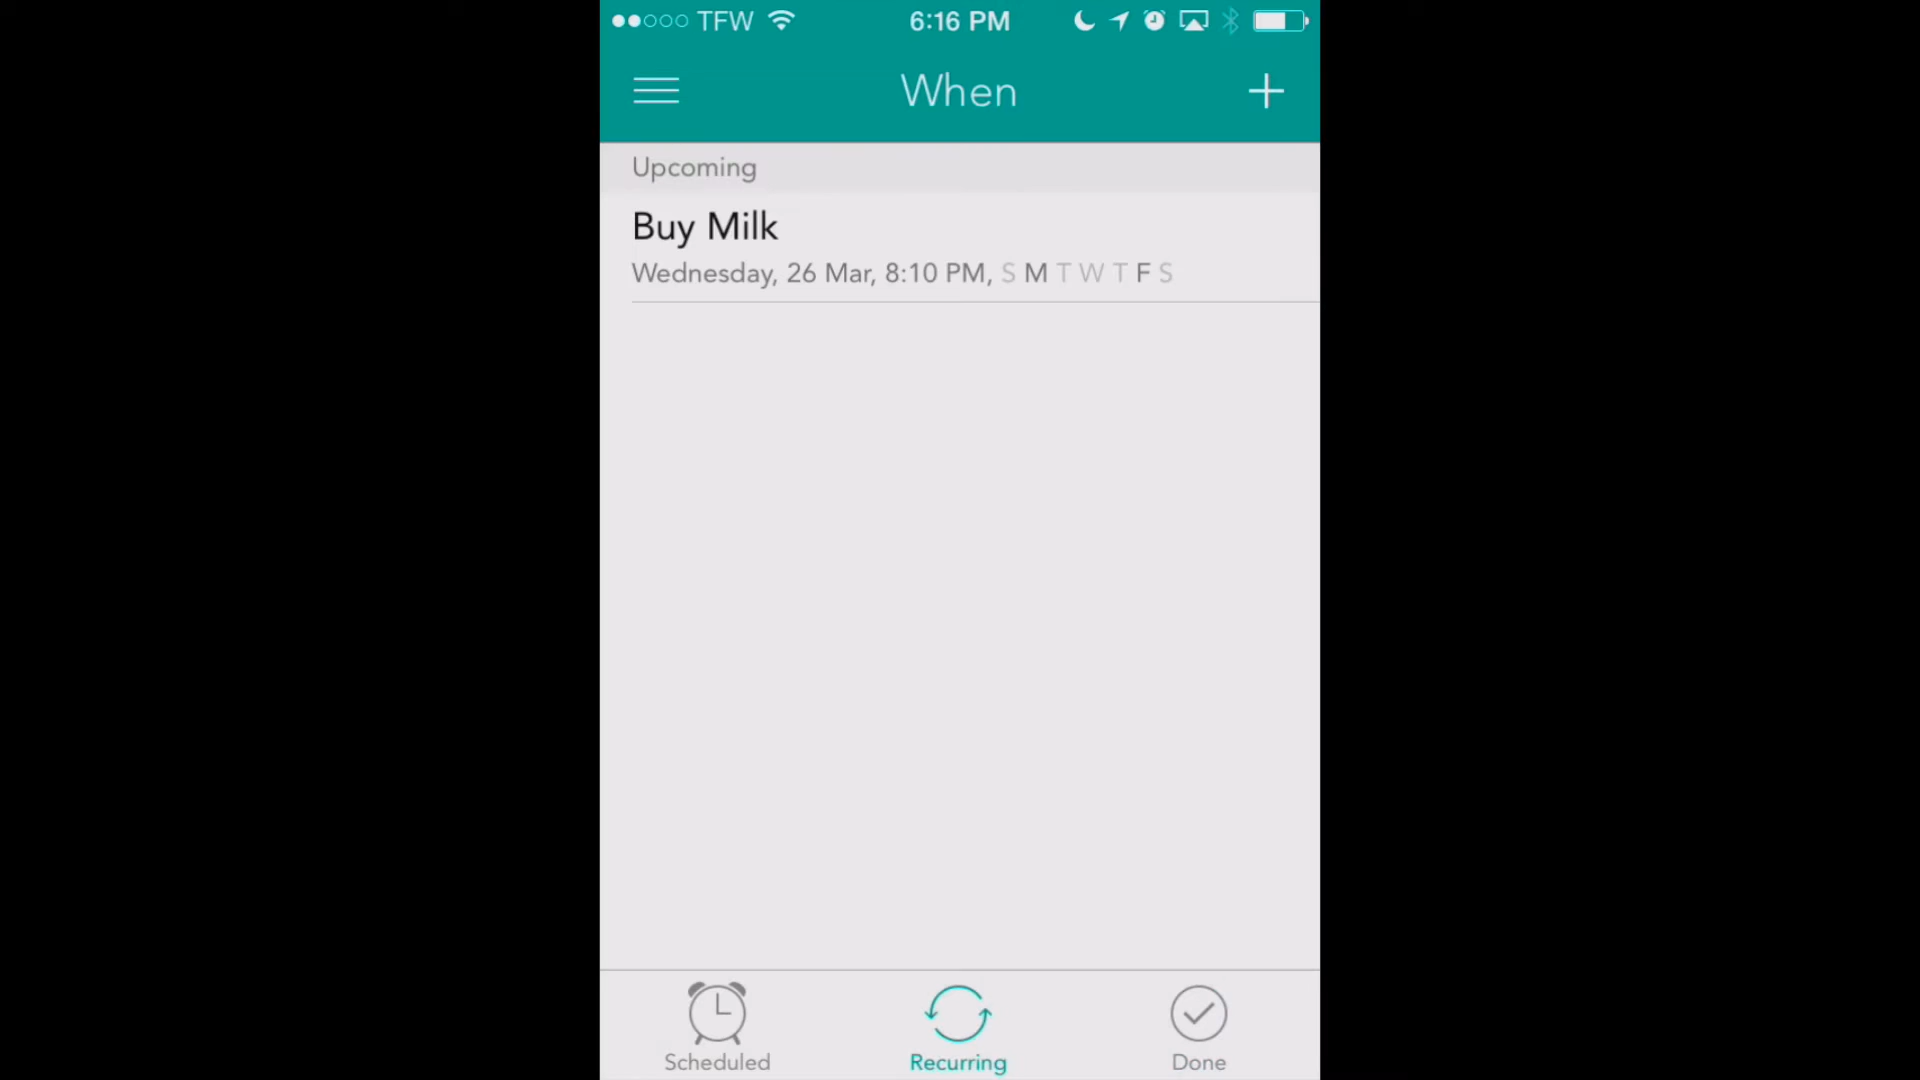 TFW 6:16 PM
When
Upcoming
Buy Milk
Wednesday, 26 Mar, 8:10 PM, S M T W T F S
Scheduled Recurring Done